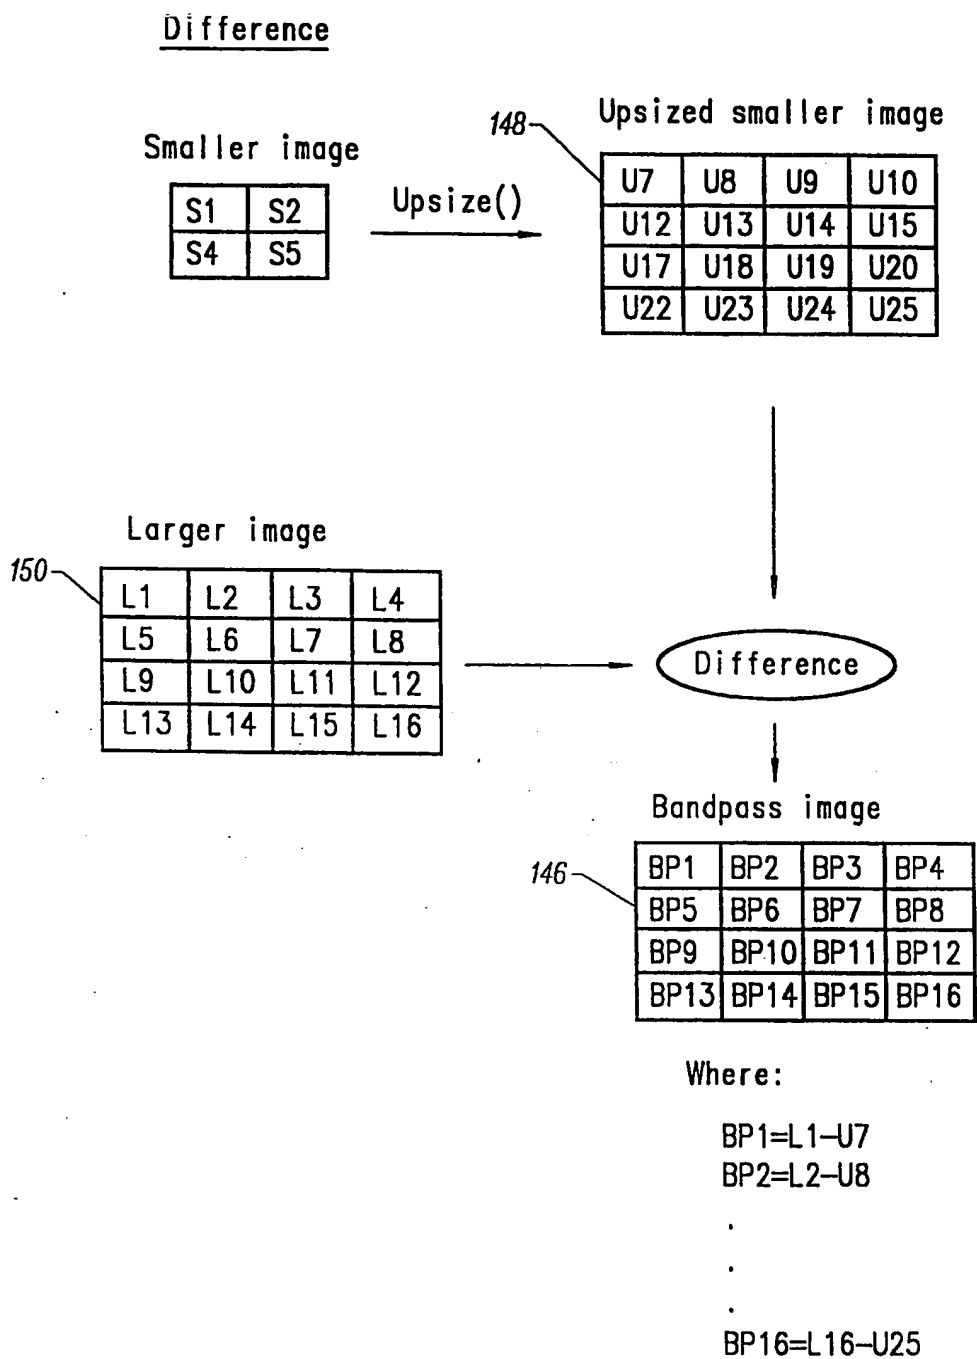 Difference
Smaller image
S1 S2
S4 S5
Upsize()
148
Upsized smaller image
U7 U8 U9 U10
U12 U13 U14 U15
U17 U18 U19 U20
U22 U23 U24 U25
Larger image
150
L1 L2 L3 L4
L5 L6 L7 L8
L9 L10 L11 L12
L13 L14 L15 L16
Difference
Bandpass image
146
BP1 BP2 BP3 BP4
BP5 BP6 BP7 BP8
BP9 BP10 BP11 BP12
BP13 BP14 BP15 BP16
Where:
BP1=L1–U7
BP2=L2–U8
.
.
.
BP16=L16–U25